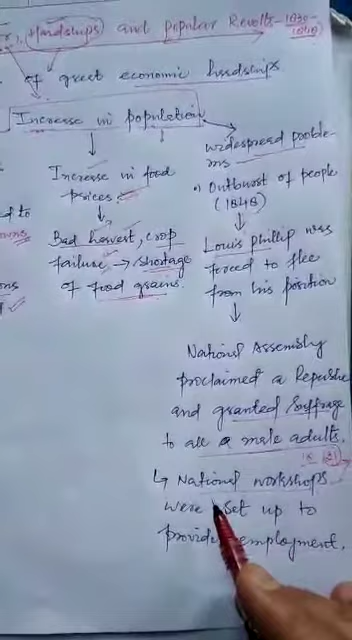 Hardships and popular Revolts - 1830-
1848
of great economic hardships
Increase in population
widespread proble-
ms
Increase in food
prices
• Outburst of people
(1848)
Bad harvest, crop
failure → shortage
of food grains.
Louis phillip was
forced to flee
from his position
National Assembly
proclaimed a Republic
and granted suffrage
to all a male adults.
↳ National workshops
were set up to
provide employment.